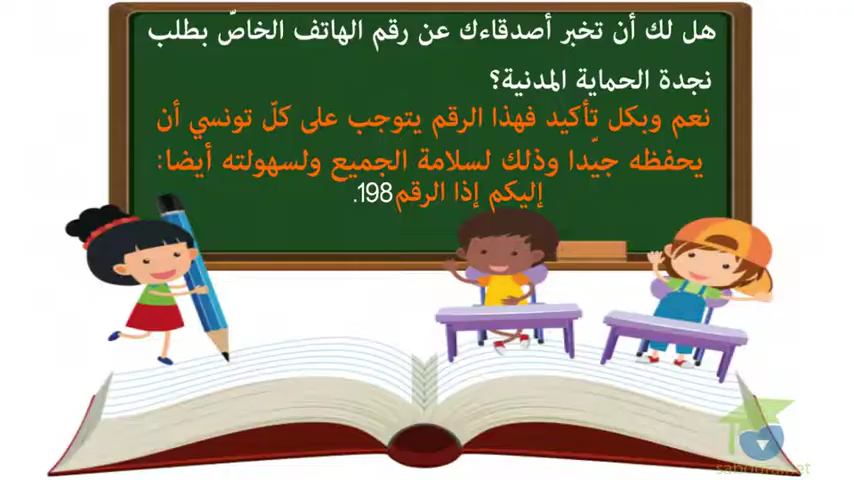 هل لك أن تخبر أصدقاءك عن رقم الهاتف الخاصّ بطلب
نجدة الحماية المدنية؟
نعم وبكل تأكيد فهذا الرقم يتوجب على كلّ تونسي أن
يحفظه جيّدا وذلك لسلامة الجميع ولسهولته أيضا:
إليكم إذا الرقم198.